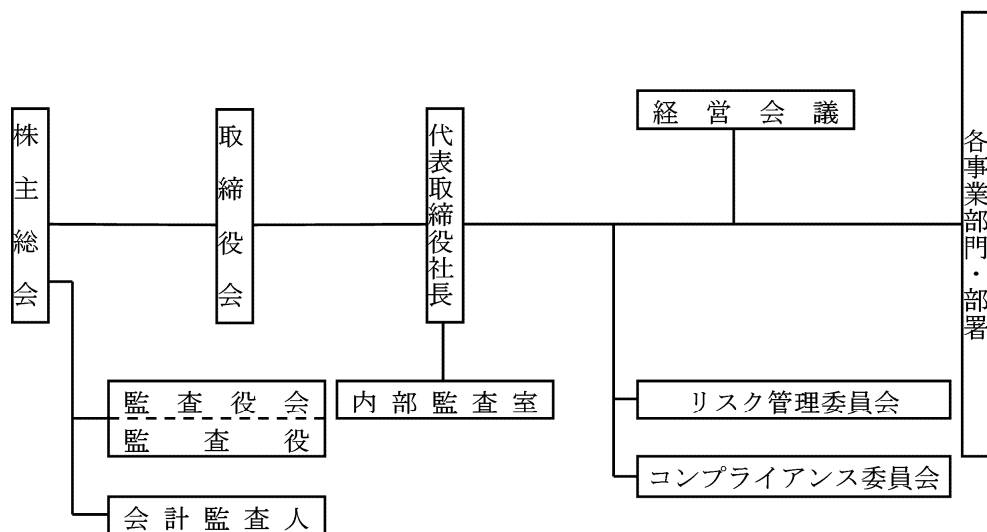 株主総会
取締役会
代表取締役社長
経営会議
各事業部門・部署
監査役会
監査役
内部監査室
リスク管理委員会
コンプライアンス委員会
会計監査人